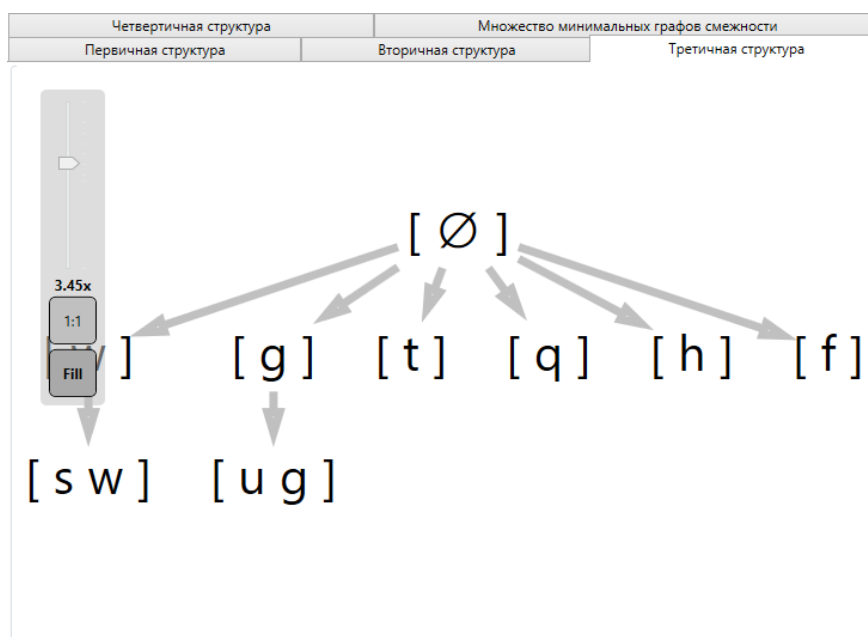 Четвертичная структура Множество минимальных графов смежности
Первичная структура Вторичная структура Третичная структура
[ ∅ ]
3.45x
1:1
[ w ] [ g ] [ t ] [ q ] [ h ] [ f ]
Fill
[ s w ] [ u g ]